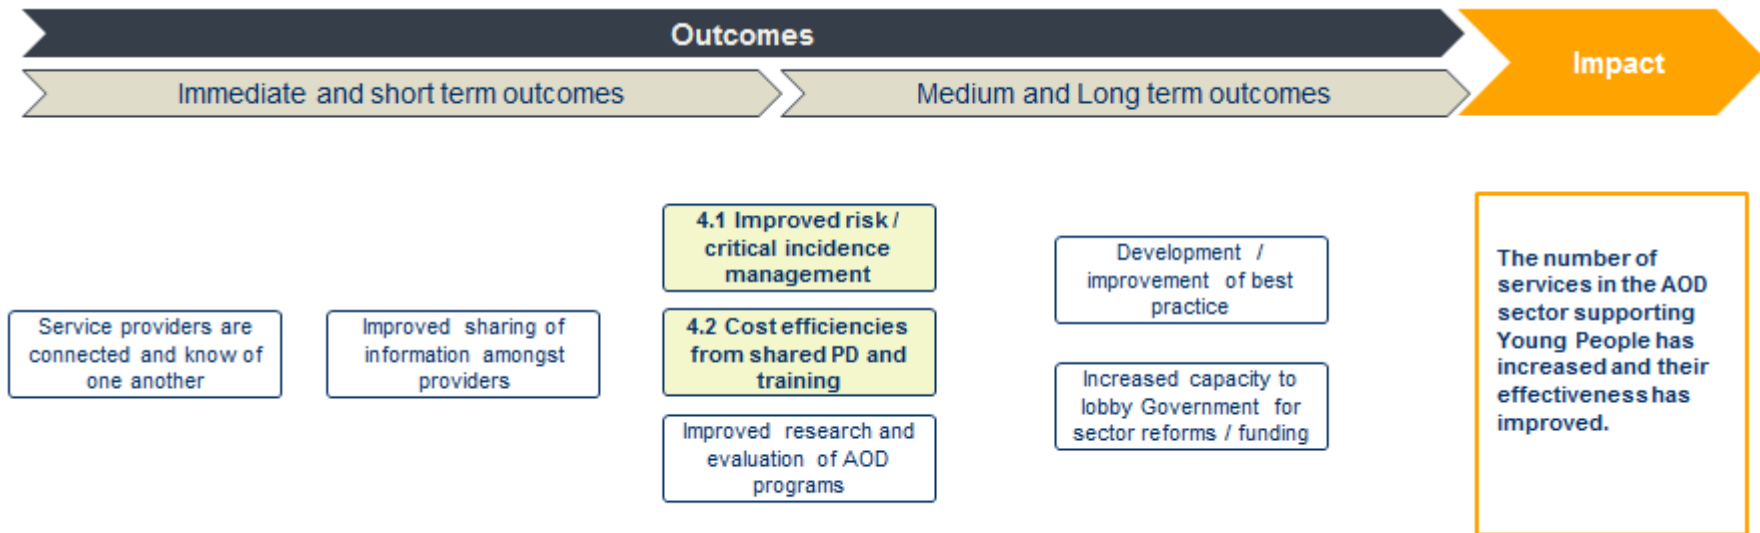 Outcomes
Impact
Immediate and short term outcomes
Medium and Long term outcomes
Service providers are
connected and know of
one another
Improved sharing of
information amongst
providers
4.1 Improved risk /
critical incidence
management
4.2 Cost efficiencies
from shared PD and
training
Improved research and
evaluation of AOD
programs
Development /
improvement of best
practice
Increased capacity to
lobby Government for
sector reforms / funding
The number of
services in the AOD
sector supporting
Young People has
increased and their
effectiveness has
improved.